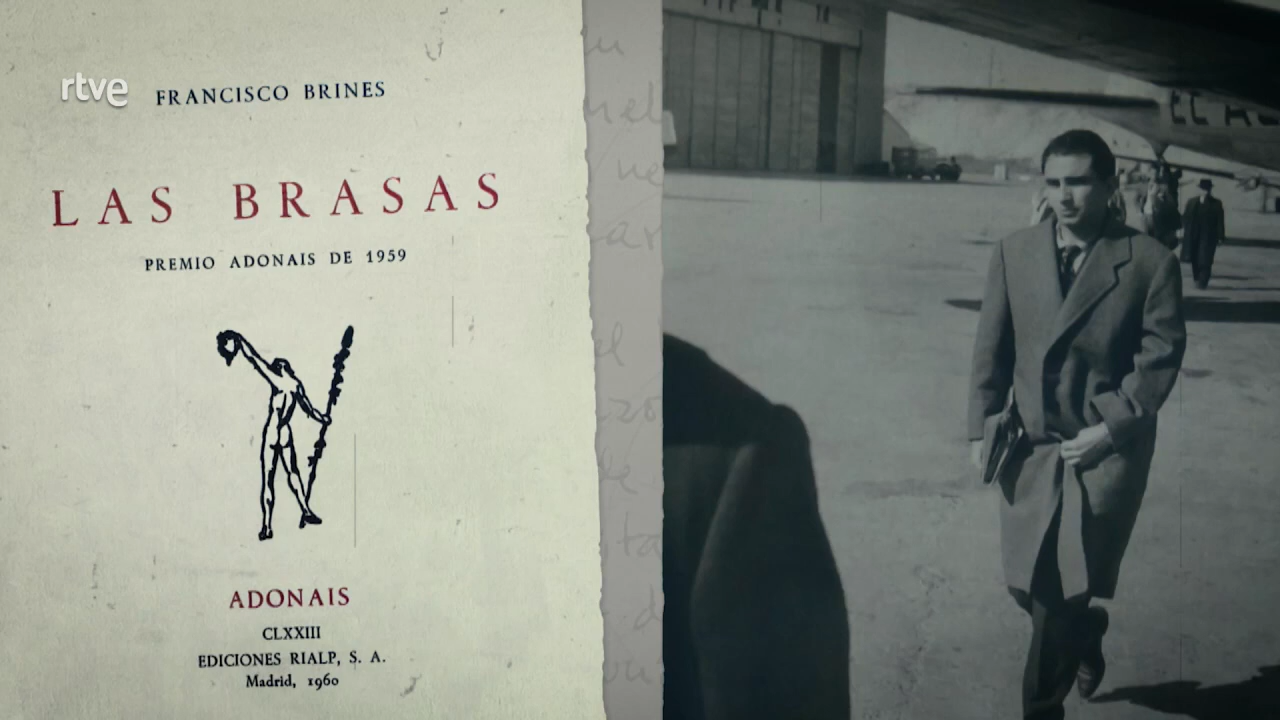 rtve
FRANCISCO BRINES
LAS BRASAS
PREMIO ADONAIS DE 1959
ADONAIS
CLXXIII
EDICIONES RIALP, S. A.
Madrid, 1960